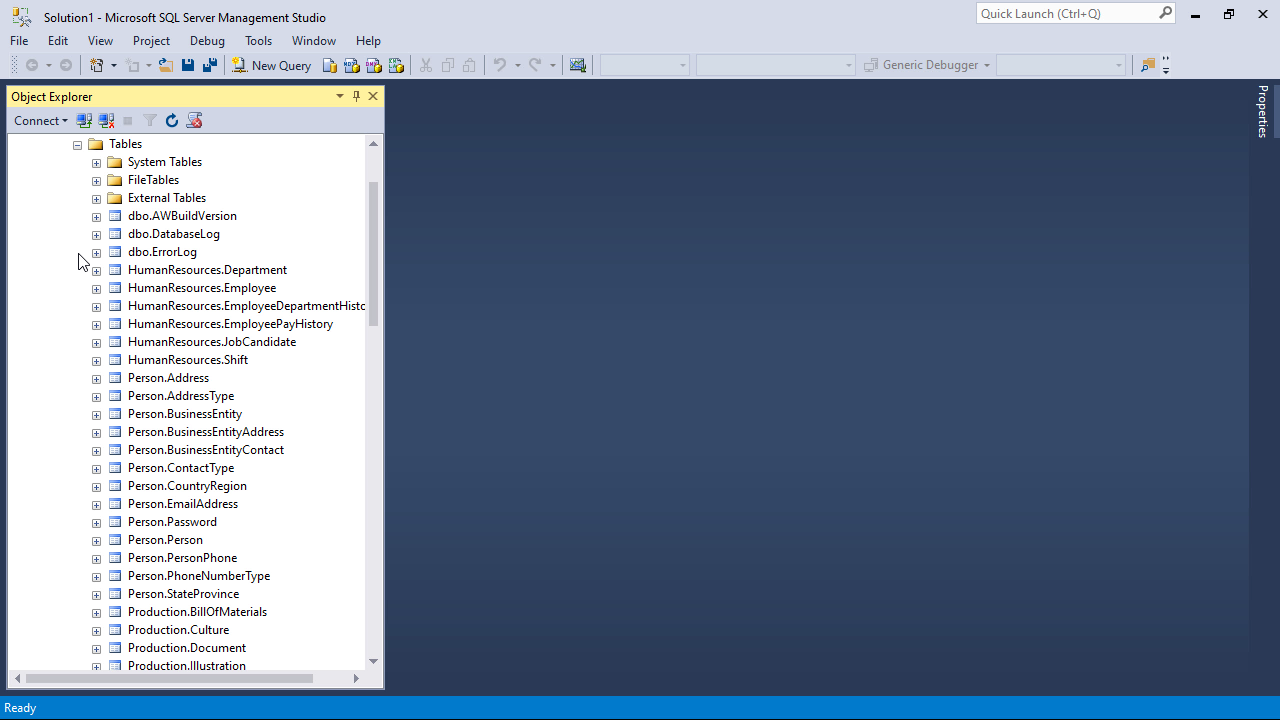 Solution1 - Microsoft SQL Server Management Studio
Quick Launch (Ctrl+Q)
File Edit View Project Debug Tools Window Help
New Query
MDX
DMX
XMLA
Generic Debugger
Object Explorer
Properties
Connect
Tables
System Tables
FileTables
External Tables
dbo.AWBuildVersion
dbo.DatabaseLog
dbo.ErrorLog
HumanResources.Department
HumanResources.Employee
HumanResources.EmployeeDepartmentHisto
HumanResources.EmployeePayHistory
HumanResources.JobCandidate
HumanResources.Shift
Person.Address
Person.AddressType
Person.BusinessEntity
Person.BusinessEntityAddress
Person.BusinessEntityContact
Person.ContactType
Person.CountryRegion
Person.EmailAddress
Person.Password
Person.Person
Person.PersonPhone
Person.PhoneNumberType
Person.StateProvince
Production.BillOfMaterials
Production.Culture
Production.Document
Production.Illustration
Ready